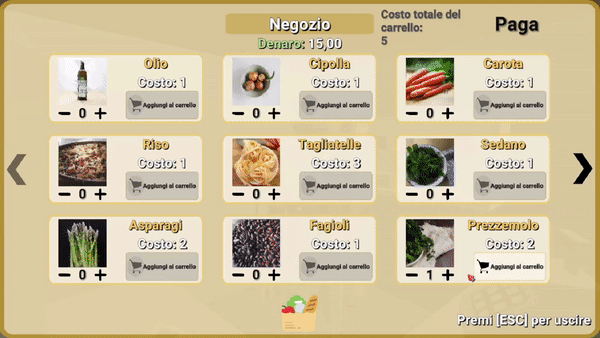 Negozio
Denaro: 15,00
Costo totale del
carrello:
5
Paga
Olio
Costo: 1
Aggiungi al carrello
0
Cipolla
Costo: 1
Aggiungi al carrello
0
Carota
Costo: 1
Aggiungi al carrello
0
Riso
Costo: 1
Aggiungi al carrello
0
Tagliatelle
Costo: 3
Aggiungi al carrello
0
Sedano
Costo: 1
Aggiungi al carrello
0
Asparagi
Costo: 2
Aggiungi al carrello
0
Fagioli
Costo: 1
Aggiungi al carrello
0
Prezzemolo
Costo: 2
Aggiungi al carrello
1
Premi [ESC] per uscire